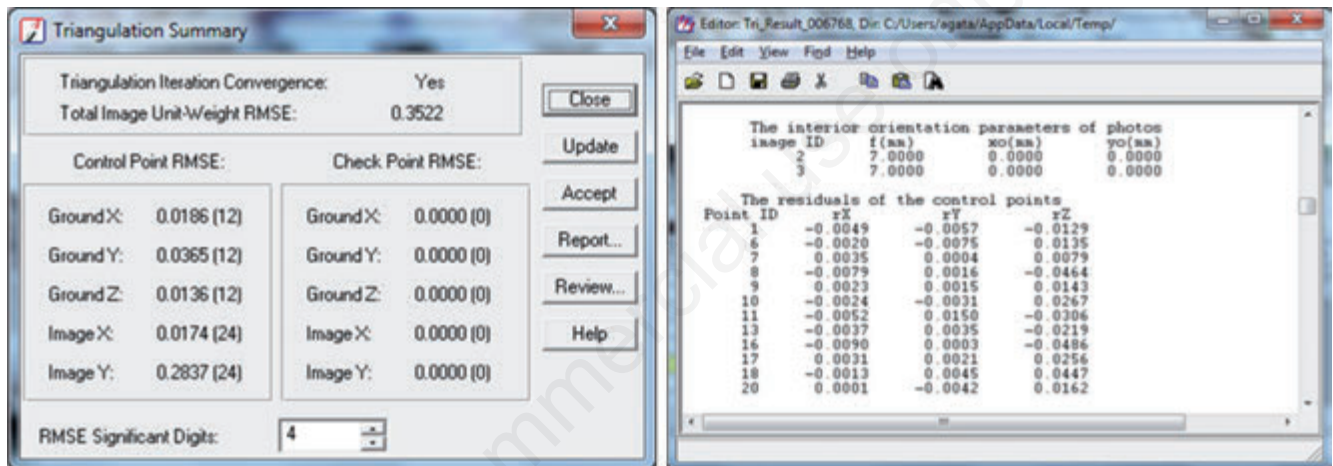 Triangulation Summary
Triangulation Iteration Convergence: Yes
Total Image Unit-Weight RMSE: 0.3522
Control Point RMSE: Check Point RMSE:
Ground X: 0.0186 (12) Ground X: 0.0000 (0)
Ground Y: 0.0365 (12) Ground Y: 0.0000 (0)
Ground Z: 0.0136 (12) Ground Z: 0.0000 (0)
Image X: 0.0174 (24) Image X: 0.0000 (0)
Image Y: 0.2837 (24) Image Y: 0.0000 (0)
RMSE Significant Digits: 4
Close
Update
Accept
Report...
Review...
Help
Editor: Tri_Result_006768, Dir: C:/Users/agata/AppData/Local/Temp/
File Edit View Find Help
The interior orientation parameters of photos
image ID f(mm) xo(mm) yo(mm)
2 7.0000 0.0000 0.0000
3 7.0000 0.0000 0.0000
The residuals of the control points
Point ID rX rY rZ
1 -0.0049 -0.0057 -0.0129
6 -0.0020 -0.0075 0.0135
7 0.0035 0.0004 0.0079
8 -0.0079 0.0016 -0.0464
9 0.0023 0.0015 0.0143
10 -0.0024 -0.0031 0.0267
11 -0.0052 0.0150 -0.0306
13 -0.0037 0.0035 -0.0219
16 -0.0090 0.0003 -0.0486
17 0.0031 0.0021 0.0256
18 -0.0013 0.0045 0.0447
20 0.0001 -0.0042 0.0162